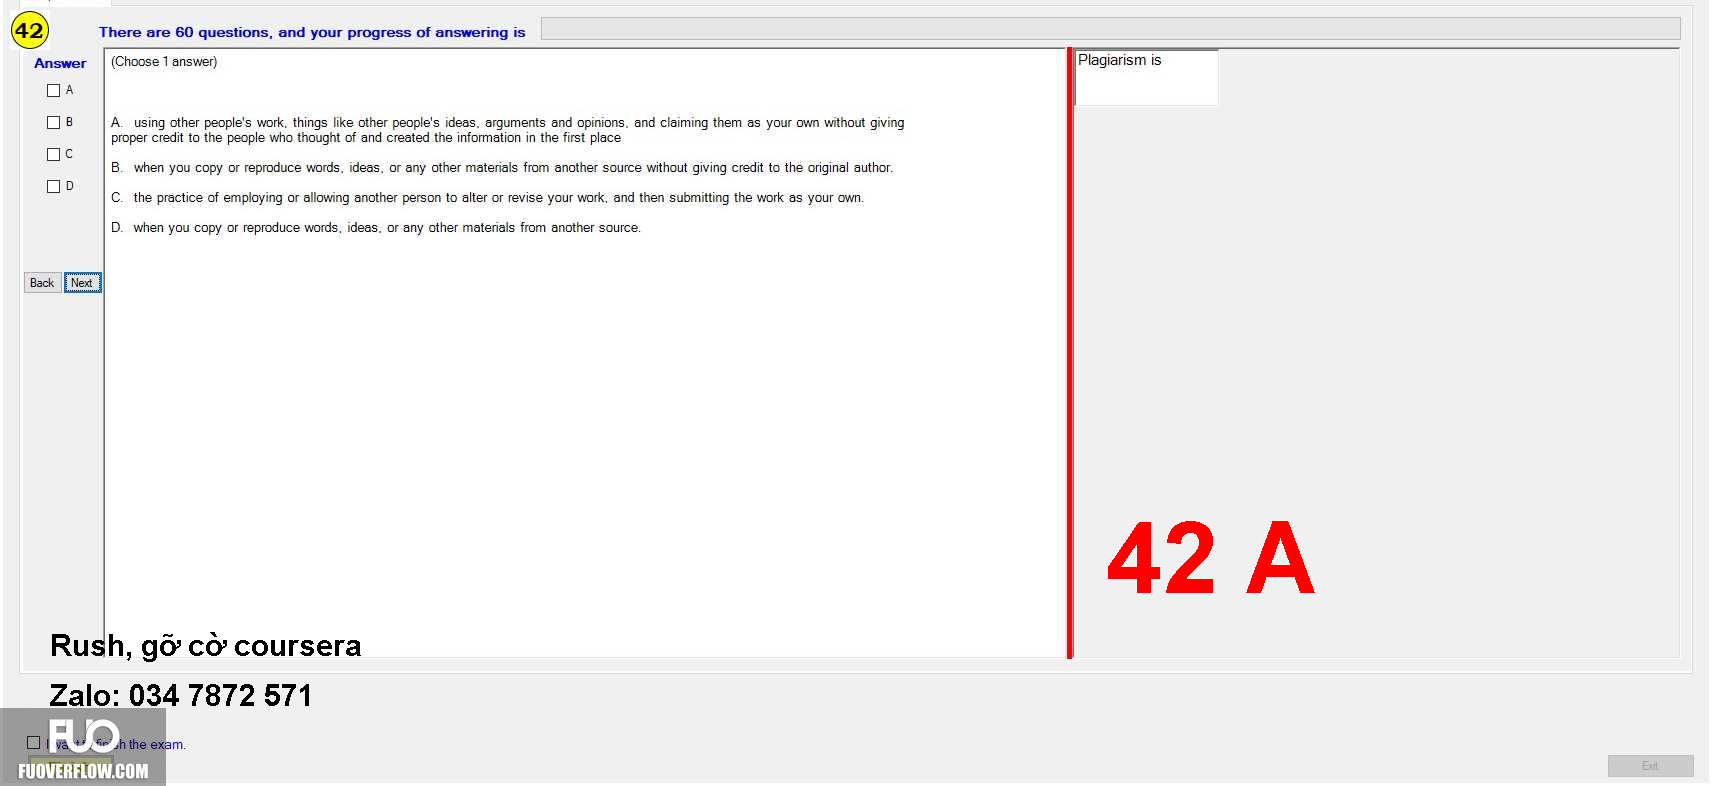 42
There are 60 questions, and your progress of answering is
Answer
A
B
C
D
Back
Next
(Choose 1 answer)
A. using other people's work, things like other people's ideas, arguments and opinions, and claiming them as your own without giving
proper credit to the people who thought of and created the information in the first place
B. when you copy or reproduce words, ideas, or any other materials from another source without giving credit to the original author.
C. the practice of employing or allowing another person to alter or revise your work, and then submitting the work as your own.
D. when you copy or reproduce words, ideas, or any other materials from another source.
Plagiarism is
42 A
Rush, gỡ cờ coursera
Zalo: 034 7872 571
I want to finish the exam.
FUO
FUOVERFLOW.COM
Exit